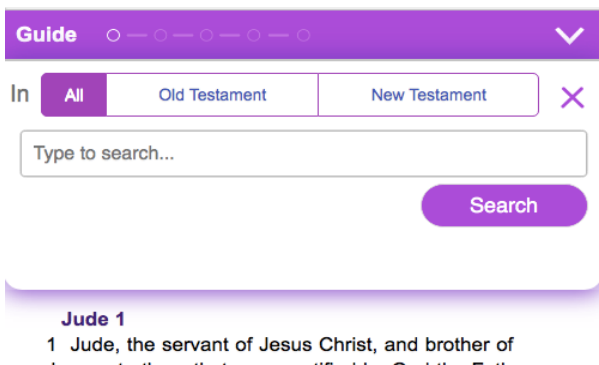 Guide
In All Old Testament New Testament
Type to search...
Search
Jude 1
1 Jude, the servant of Jesus Christ, and brother of